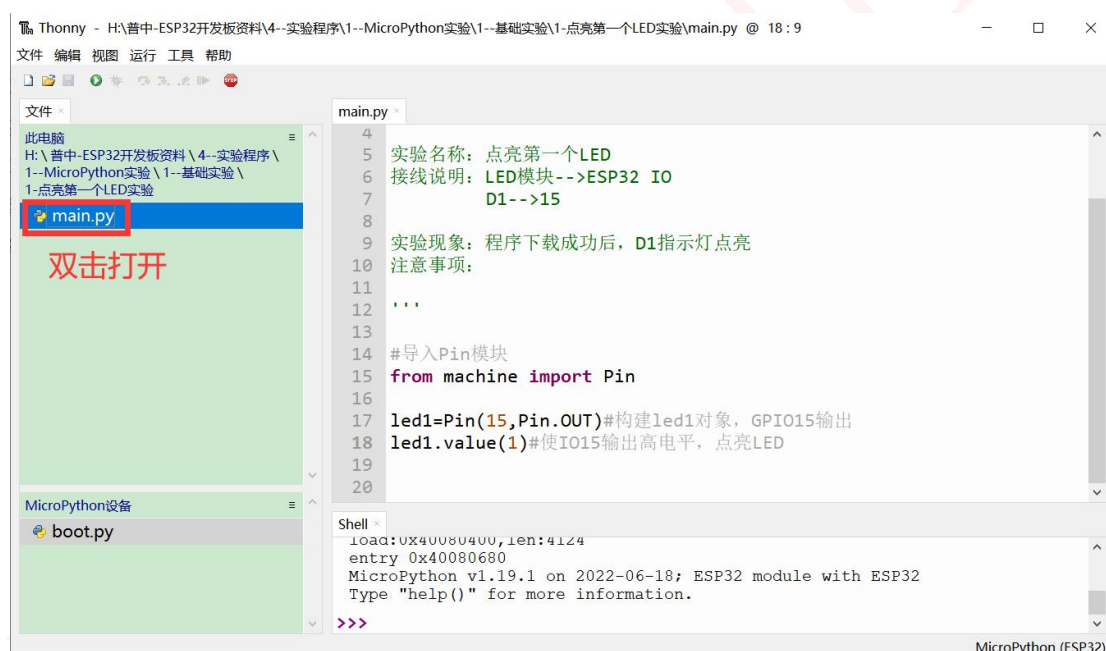 Thonny - H:\普中-ESP32开发板资料\4--实验程序\1--MicroPython实验\1--基础实验\1-点亮第一个LED实验\main.py @ 18:9
文件 编辑 视图 运行 工具 帮助
STOP
文件
此电脑
H:\普中-ESP32开发板资料\4--实验程序\
1--MicroPython实验\1--基础实验\
1-点亮第一个LED实验
main.py
双击打开
MicroPython设备
boot.py
main.py
4
5 实验名称：点亮第一个LED
6 接线说明：LED模块-->ESP32 IO
7 D1-->15
8
9 实验现象：程序下载成功后，D1指示灯点亮
10 注意事项：
11
12 '''
13
14 #导入Pin模块
15 from machine import Pin
16
17 led1=Pin(15,Pin.OUT)#构建led1对象，GPIO15输出
18 led1.value(1)#使IO15输出高电平，点亮LED
19
20
Shell
load:0x40080400,len:4124
entry 0x40080680
MicroPython v1.19.1 on 2022-06-18; ESP32 module with ESP32
Type "help()" for more information.
>>>
MicroPython (ESP32)